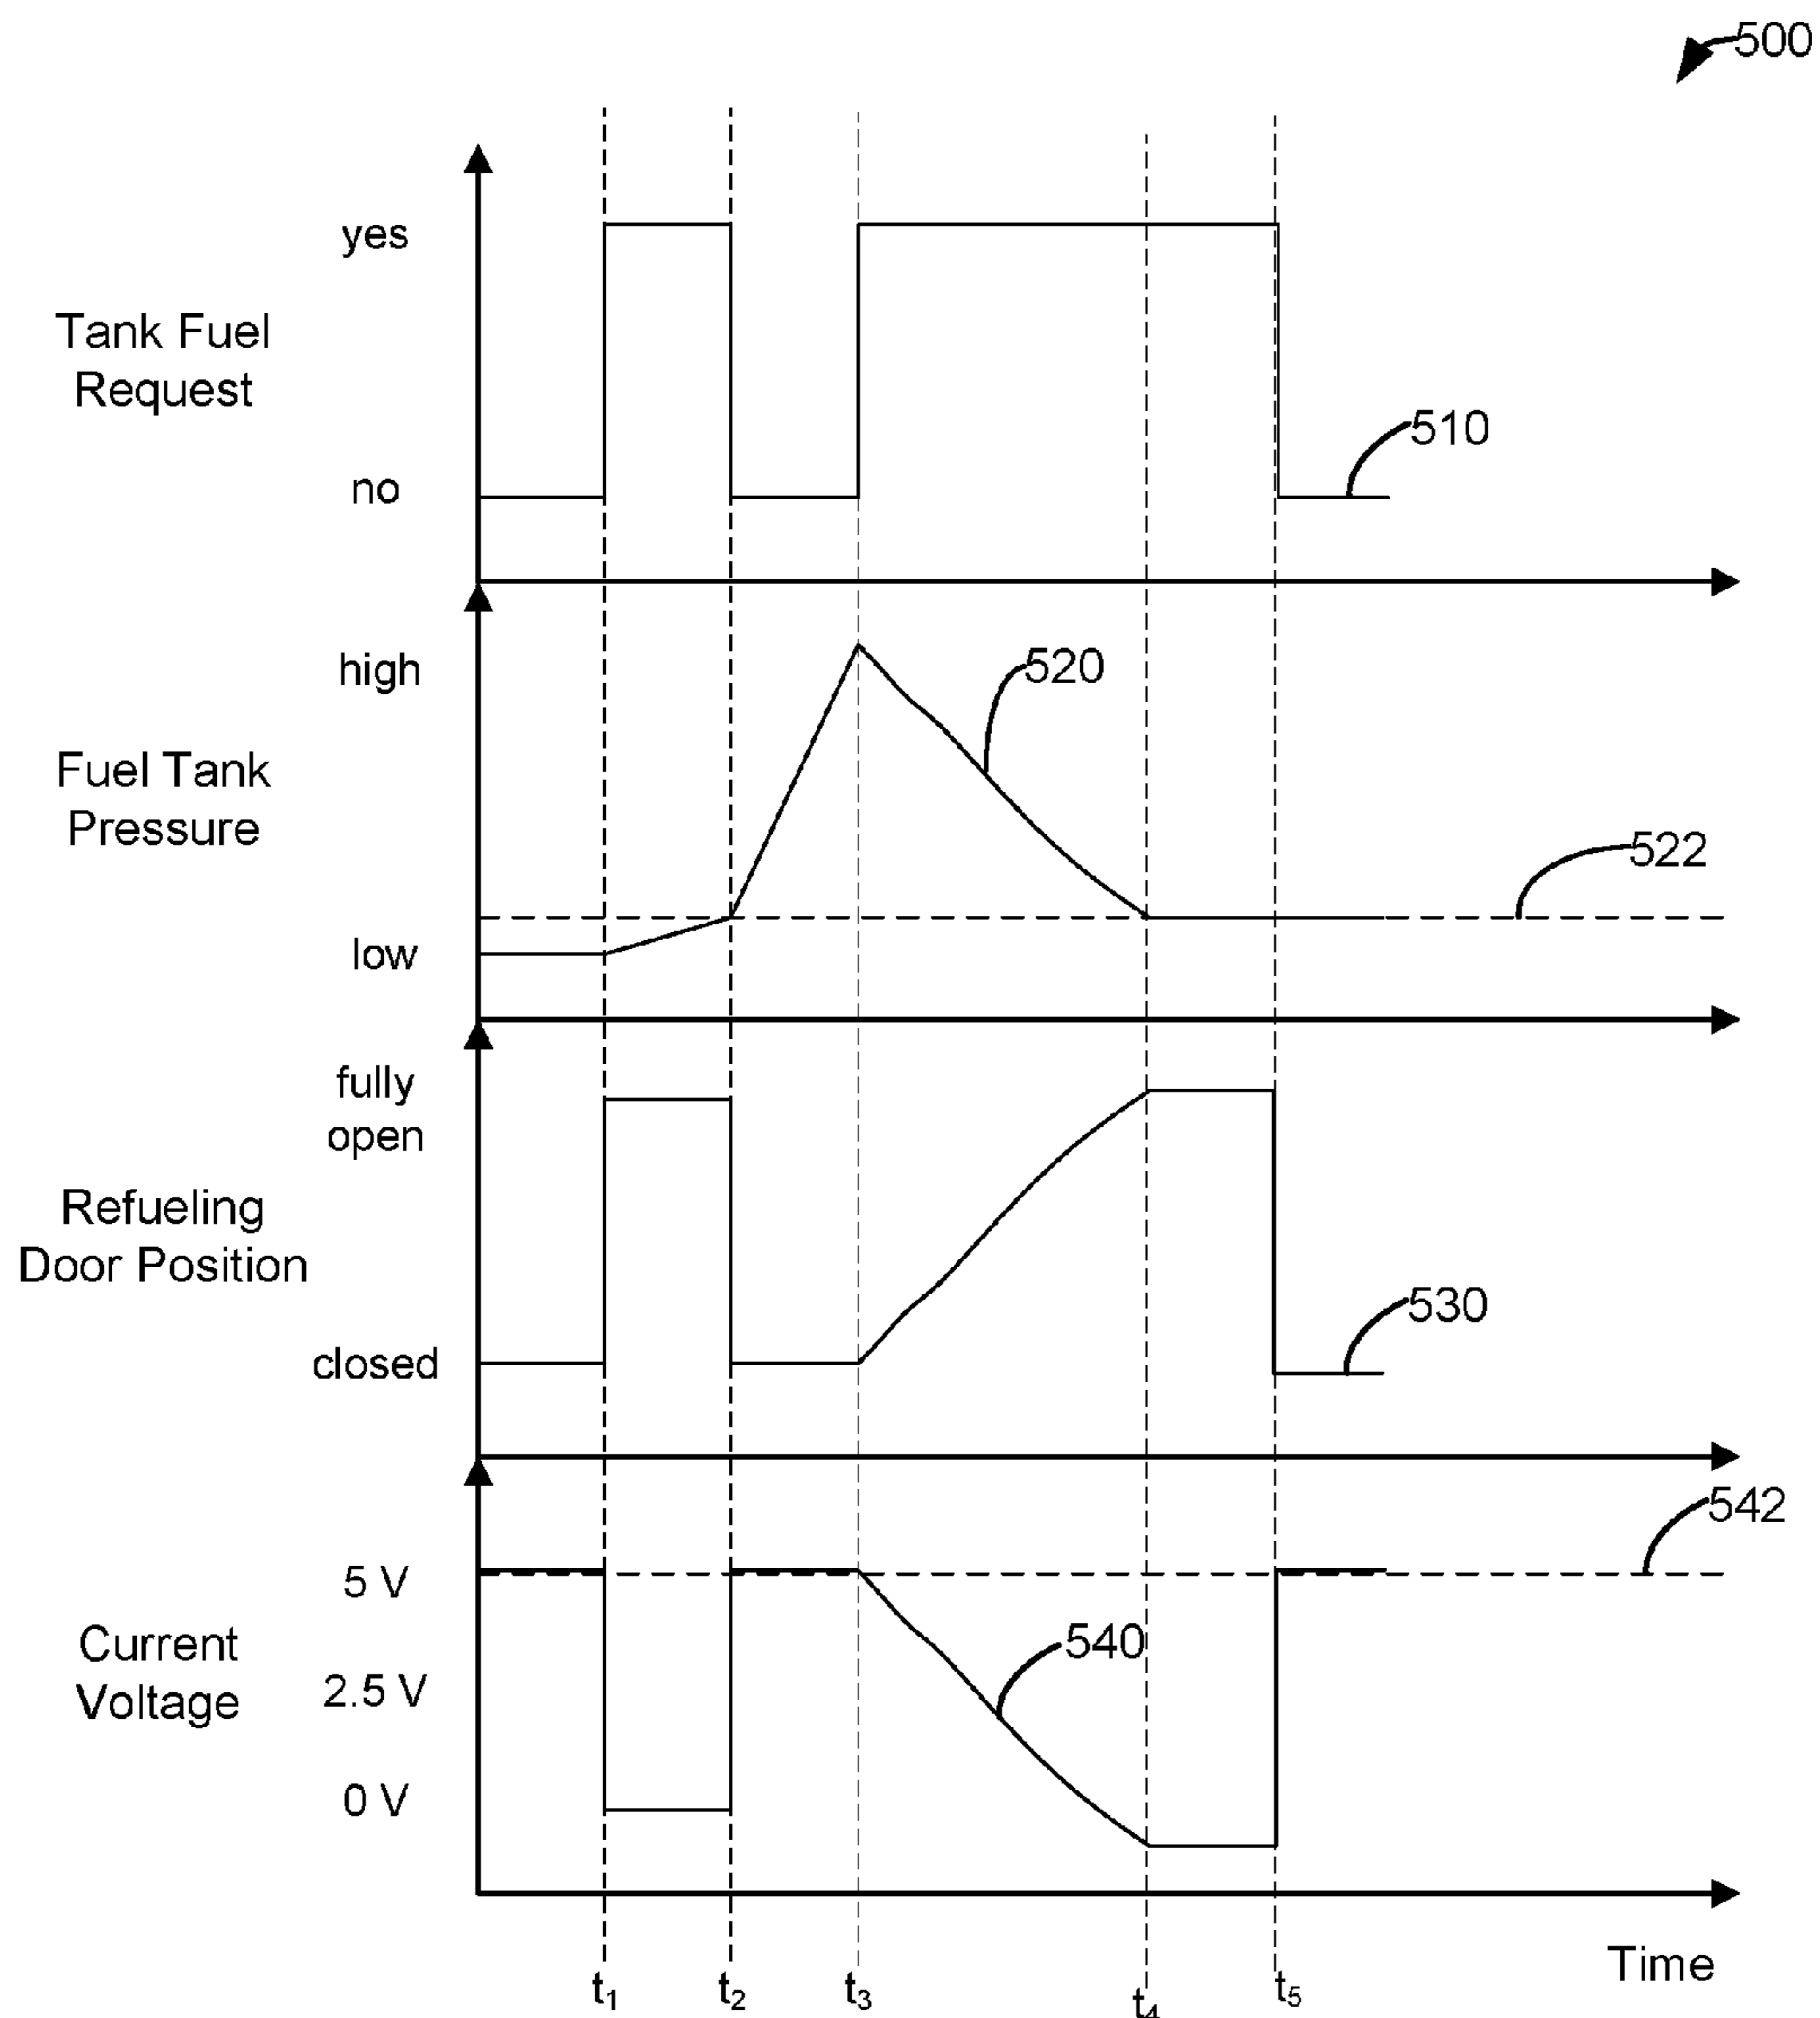 500
yes
Tank Fuel
Request
510
no
high
520
Fuel Tank
Pressure
522
low
fully
open
Refueling
Door Position
530
closed
542
5 V
Current
Voltage
540
2.5 V
0 V
Time
t1
t2
t3
t4
t5